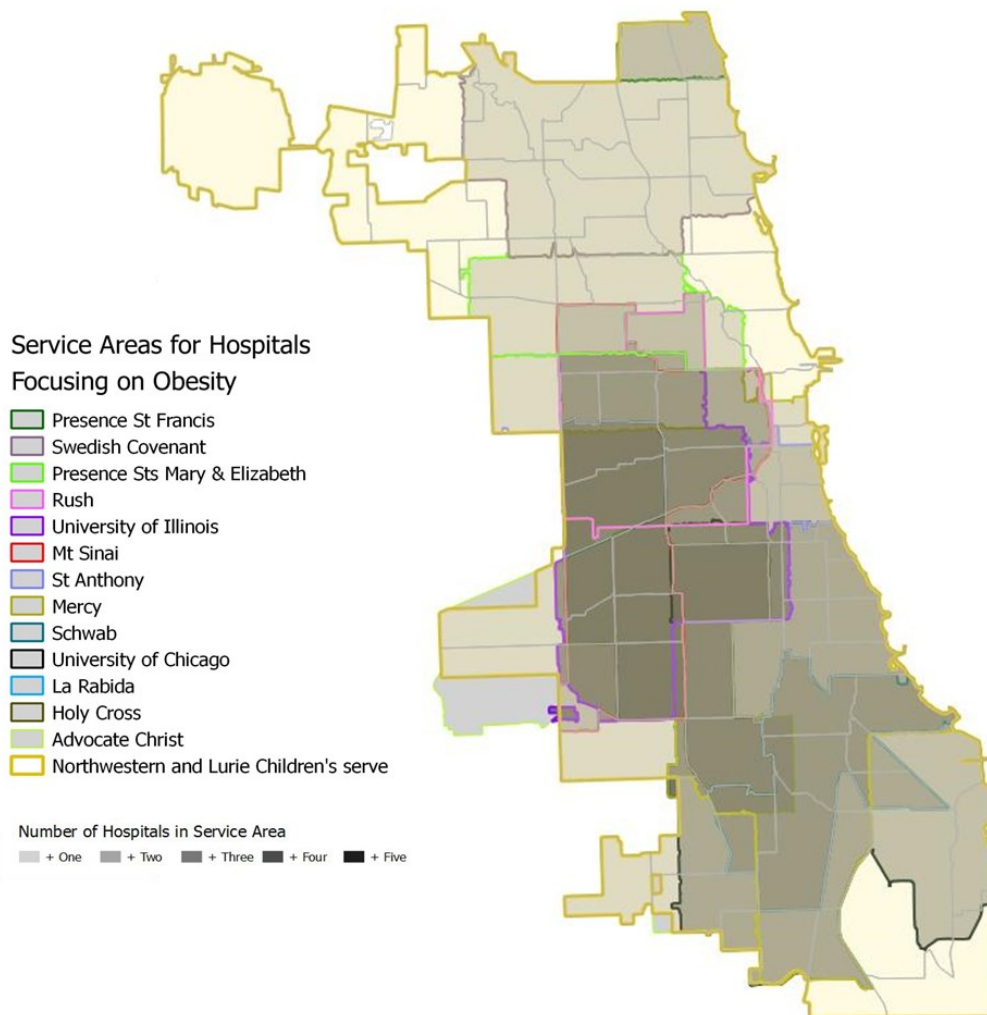 Service Areas for Hospitals
Focusing on Obesity
Presence St Francis
Swedish Covenant
Presence Sts Mary & Elizabeth
Rush
University of Illinois
Mt Sinai
St Anthony
Mercy
Schwab
University of Chicago
La Rabida
Holy Cross
Advocate Christ
Northwestern and Lurie Children's serve
Number of Hospitals in Service Area
+ One + Two + Three + Four + Five